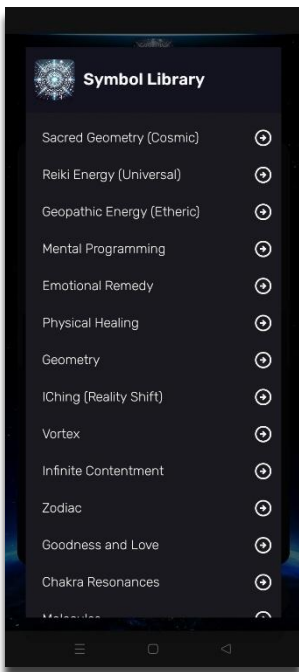 Symbol Library
Sacred Geometry (Cosmic)
Reiki Energy (Universal)
Geopathic Energy (Etheric)
Mental Programming
Emotional Remedy
Physical Healing
Geometry
IChing (Reality Shift)
Vortex
Infinite Contentment
Zodiac
Goodness and Love
Chakra Resonances